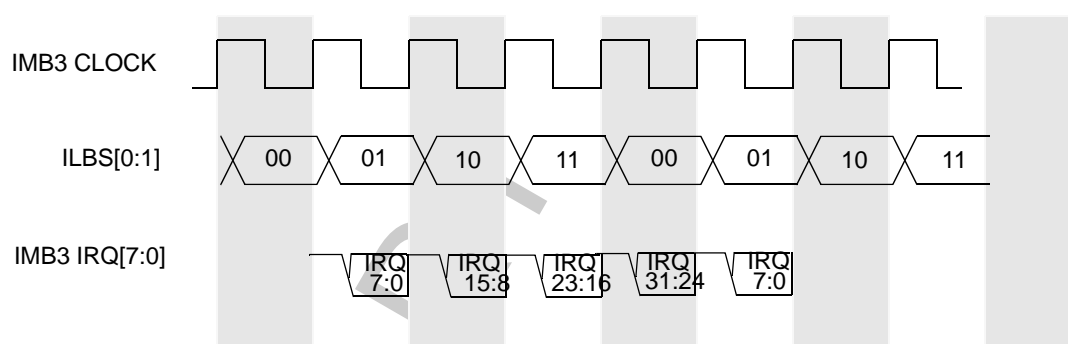 IMB3 CLOCK
ILBS[0:1]
00 01 10 11 00 01 10 11
IMB3 IRQ[7:0]
IRQ IRQ IRQ IRQ IRQ
7:0 15:8 23:16 31:24 7:0